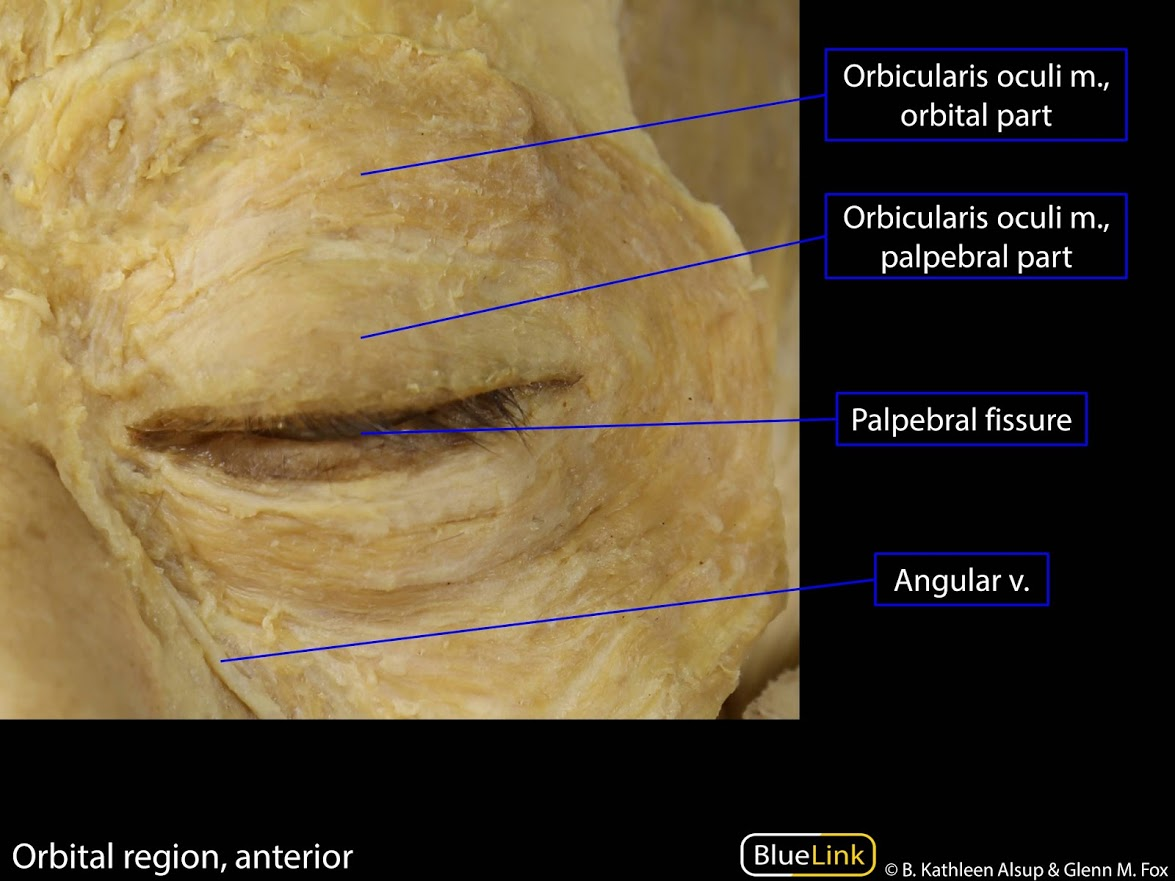 Orbicularis oculi m.,
orbital part
Orbicularis oculi m.,
palpebral part
Palpebral fissure
Angular v.
Orbital region, anterior
BlueLink
© B. Kathleen Alsup & Glenn M. Fox